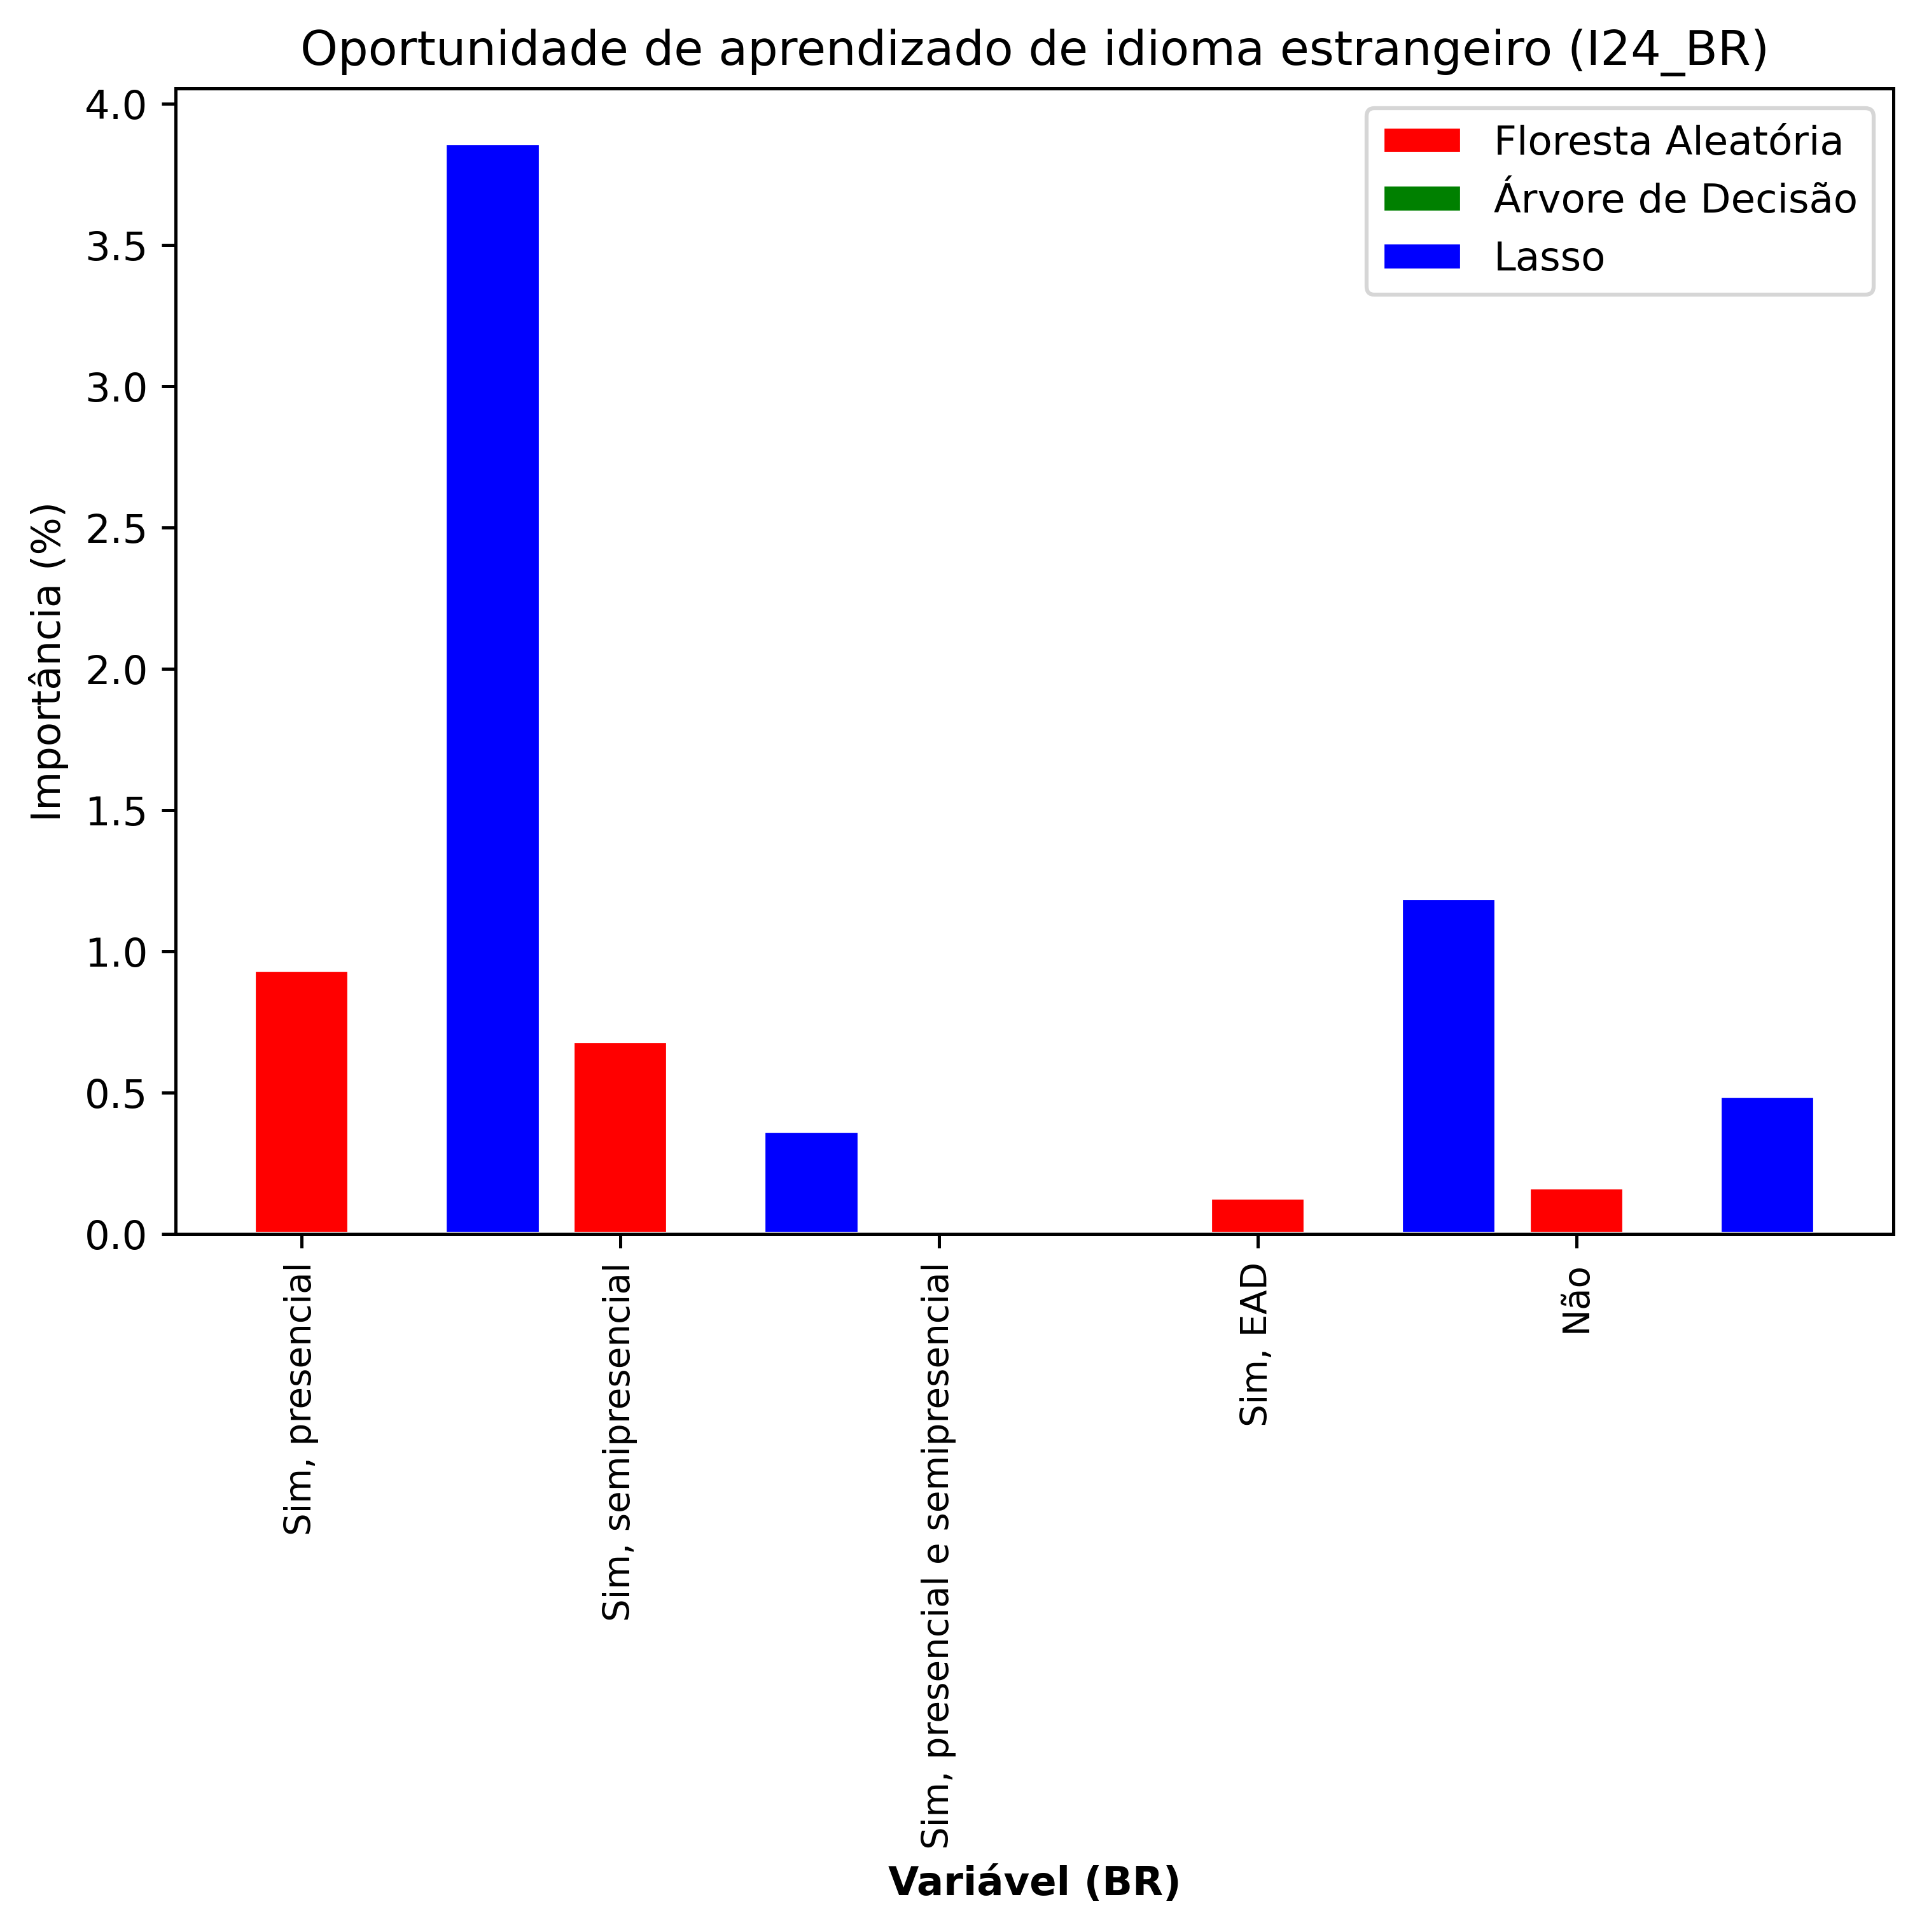 Oportunidade de aprendizado de idioma estrangeiro (I24_BR)
Floresta Aleatória
Árvore de Decisão
Lasso
Importância (%)
4.0
3.5
3.0
2.5
2.0
1.5
1.0
0.5
0.0
Sim, presencial
Sim, semipresencial
Sim, presencial e semipresencial
Sim, EAD
Não
Variável (BR)